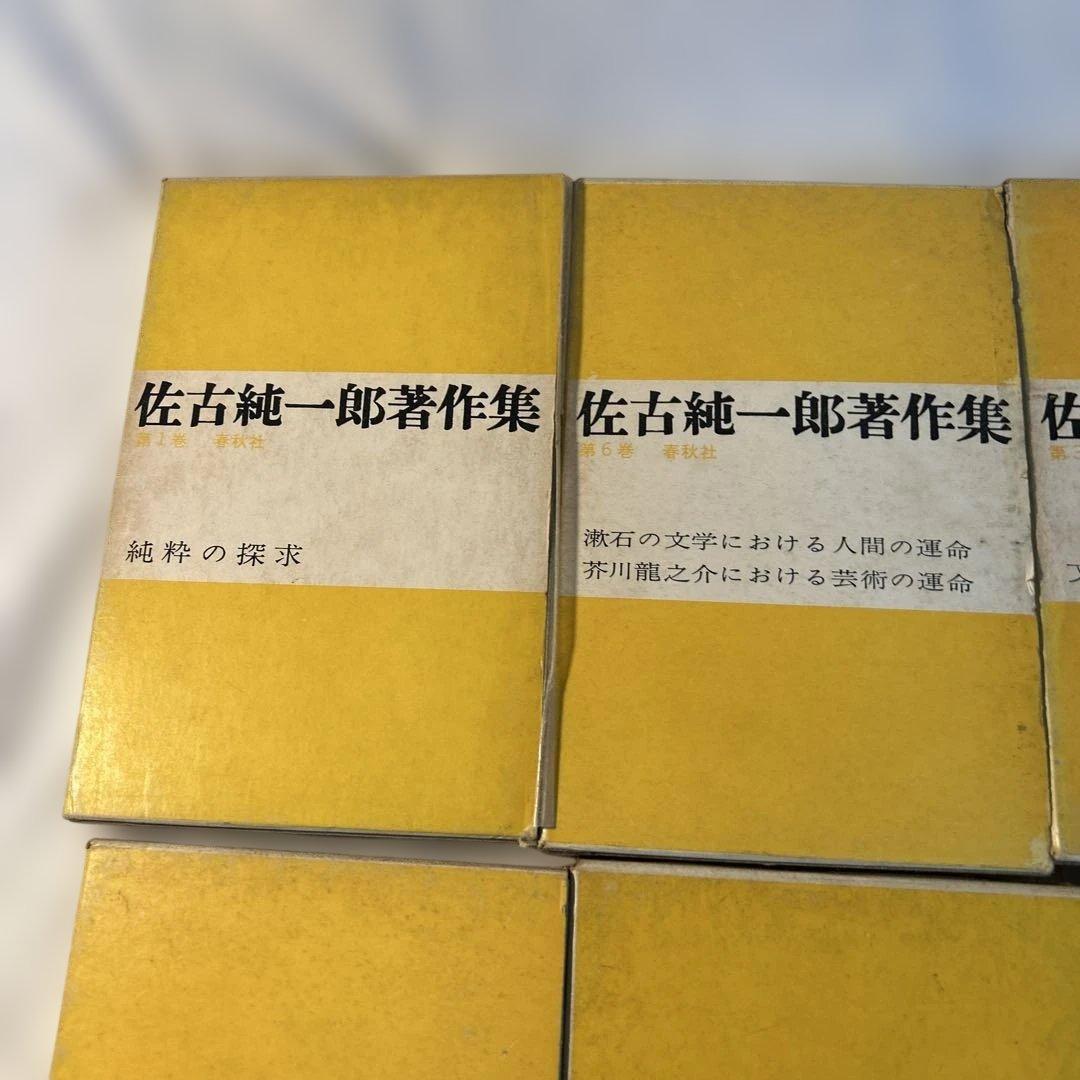 佐古純一郎著作集
第1巻 春秋社
純粋の探求
佐古純一郎著作集
第6巻 春秋社
漱石の文学における人間の運命
芥川龍之介における芸術の運命
佐
第